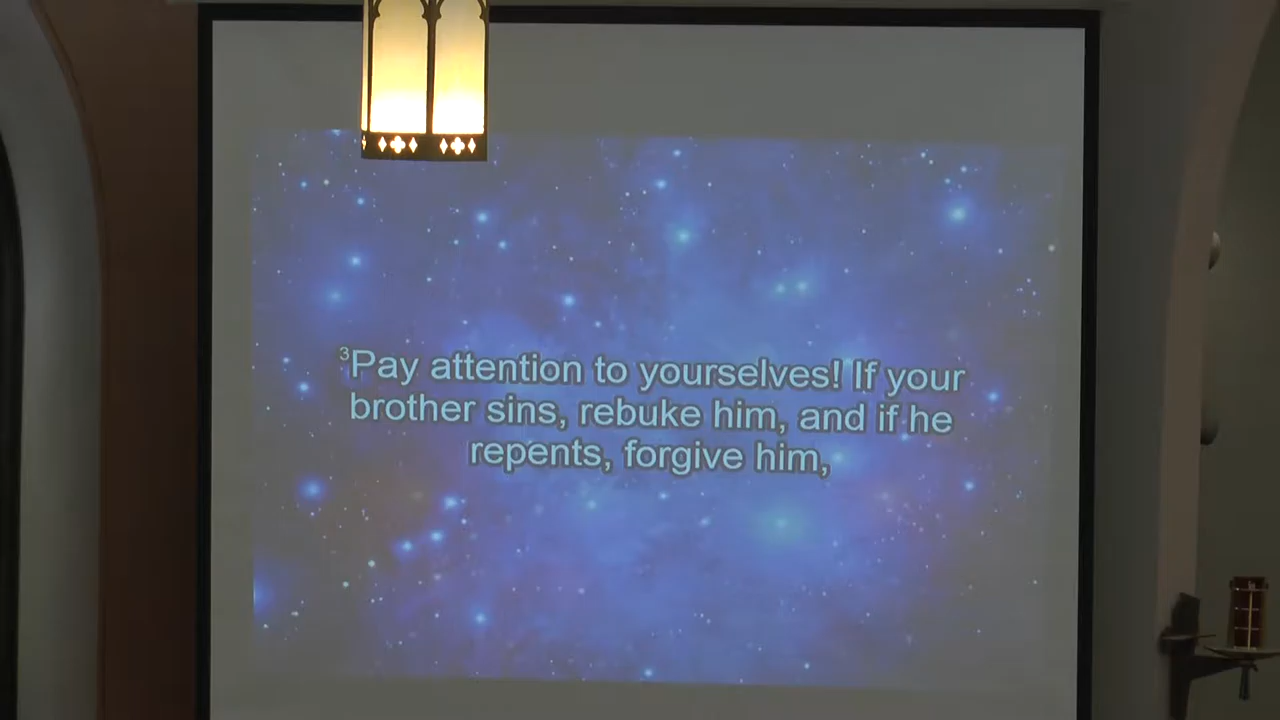 ³Pay attention to yourselves! If your
brother sins, rebuke him, and if he
repents, forgive him,